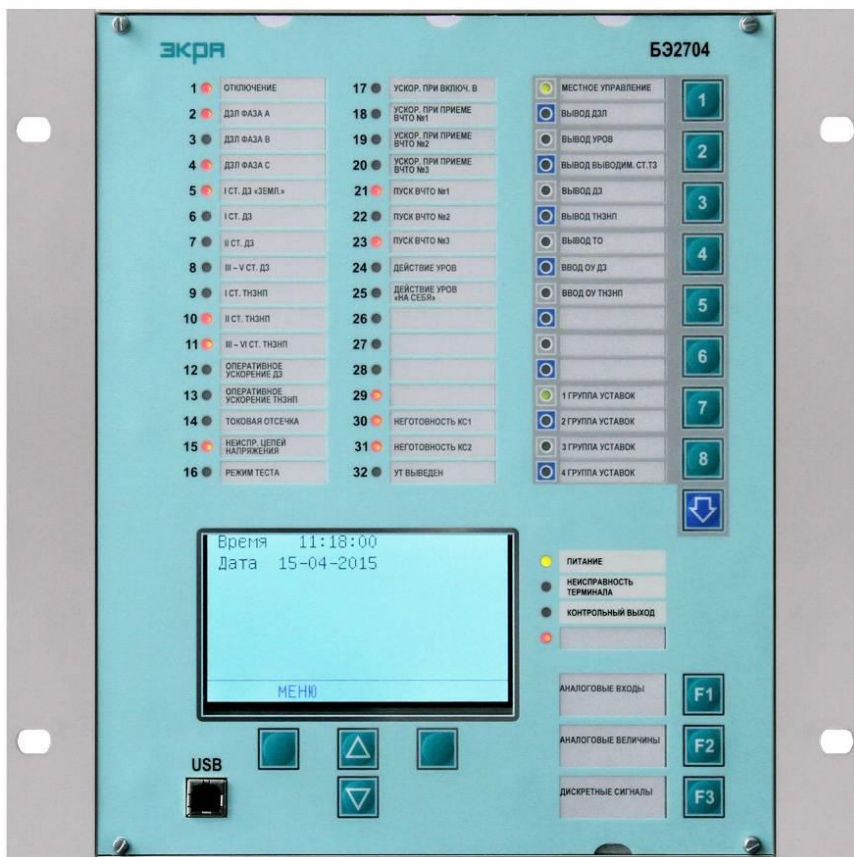 ЭКРА
БЭ2704
1 ОТКЛЮЧЕНИЕ
2 ДЗЛ ФАЗА А
3 ДЗЛ ФАЗА В
4 ДЗЛ ФАЗА С
5 I СТ. ДЗ «ЗЕМЛ.»
6 I СТ. ДЗ
7 II СТ. ДЗ
8 III – V СТ. ДЗ
9 I СТ. ТНЗНП
10 II СТ. ТНЗНП
11 III – VI СТ. ТНЗНП
12 ОПЕРАТИВНОЕ
УСКОРЕНИЕ ДЗ
13 ОПЕРАТИВНОЕ
УСКОРЕНИЕ ТНЗНП
14 ТОКОВАЯ ОТСЕЧКА
15 НЕИСПР. ЦЕПЕЙ
НАПРЯЖЕНИЯ
16 РЕЖИМ ТЕСТА
17 УСКОР. ПРИ ВКЛЮЧ. В
18 УСКОР. ПРИ ПРИЕМЕ
ВЧТО №1
19 УСКОР. ПРИ ПРИЕМЕ
ВЧТО №2
20 УСКОР. ПРИ ПРИЕМЕ
ВЧТО №3
21 ПУСК ВЧТО №1
22 ПУСК ВЧТО №2
23 ПУСК ВЧТО №3
24 ДЕЙСТВИЕ УРОВ
25 ДЕЙСТВИЕ УРОВ
«НА СЕБЯ»
26
27
28
29
30 НЕГОТОВНОСТЬ КС1
31 НЕГОТОВНОСТЬ КС2
32 УТ ВЫВЕДЕН
МЕСТНОЕ УПРАВЛЕНИЕ
ВЫВОД ДЗЛ
ВЫВОД УРОВ
ВЫВОД ВЫВОДИМ. СТ.ТЗ
ВЫВОД ДЗ
ВЫВОД ТНЗНП
ВЫВОД ТО
ВВОД ОУ ДЗ
ВВОД ОУ ТНЗНП
1 ГРУППА УСТАВОК
2 ГРУППА УСТАВОК
3 ГРУППА УСТАВОК
4 ГРУППА УСТАВОК
1
2
3
4
5
6
7
8
Время 11:18:00
Дата 15-04-2015
МЕНЮ
ПИТАНИЕ
НЕИСПРАВНОСТЬ
ТЕРМИНАЛА
КОНТРОЛЬНЫЙ ВЫХОД
АНАЛОГОВЫЕ ВХОДЫ F1
АНАЛОГОВЫЕ ВЕЛИЧИНЫ F2
ДИСКРЕТНЫЕ СИГНАЛЫ F3
USB